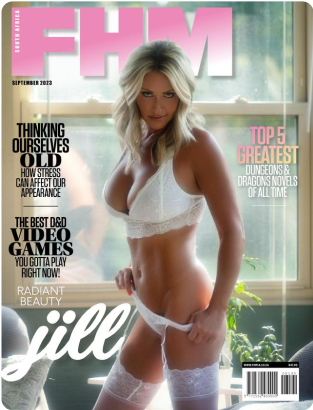 SOUTH AFRICA
FHM
SEPTEMBER 2023
THINKING
OURSELVES
OLD
HOW STRESS
CAN AFFECT OUR
APPEARANCE
TOP 5
GREATEST
DUNGEONS &
DRAGONS NOVELS
OF ALL TIME
THE BEST D&D
VIDEO
GAMES
YOU GOTTA PLAY
RIGHT NOW!
RADIANT
BEAUTY
jill